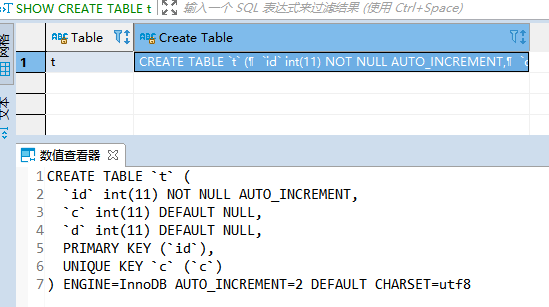 SHOW CREATE TABLE t
输入一个 SQL 表达式来过滤结果 (使用 Ctrl+Space)
网格
ABC Table
ABC Create Table
1 t CREATE TABLE `t` (¶ `id` int(11) NOT NULL AUTO_INCREMENT,¶ `c
文本
数值查看器
1 CREATE TABLE `t` (
2 `id` int(11) NOT NULL AUTO_INCREMENT,
3 `c` int(11) DEFAULT NULL,
4 `d` int(11) DEFAULT NULL,
5 PRIMARY KEY (`id`),
6 UNIQUE KEY `c` (`c`)
7 ) ENGINE=InnoDB AUTO_INCREMENT=2 DEFAULT CHARSET=utf8